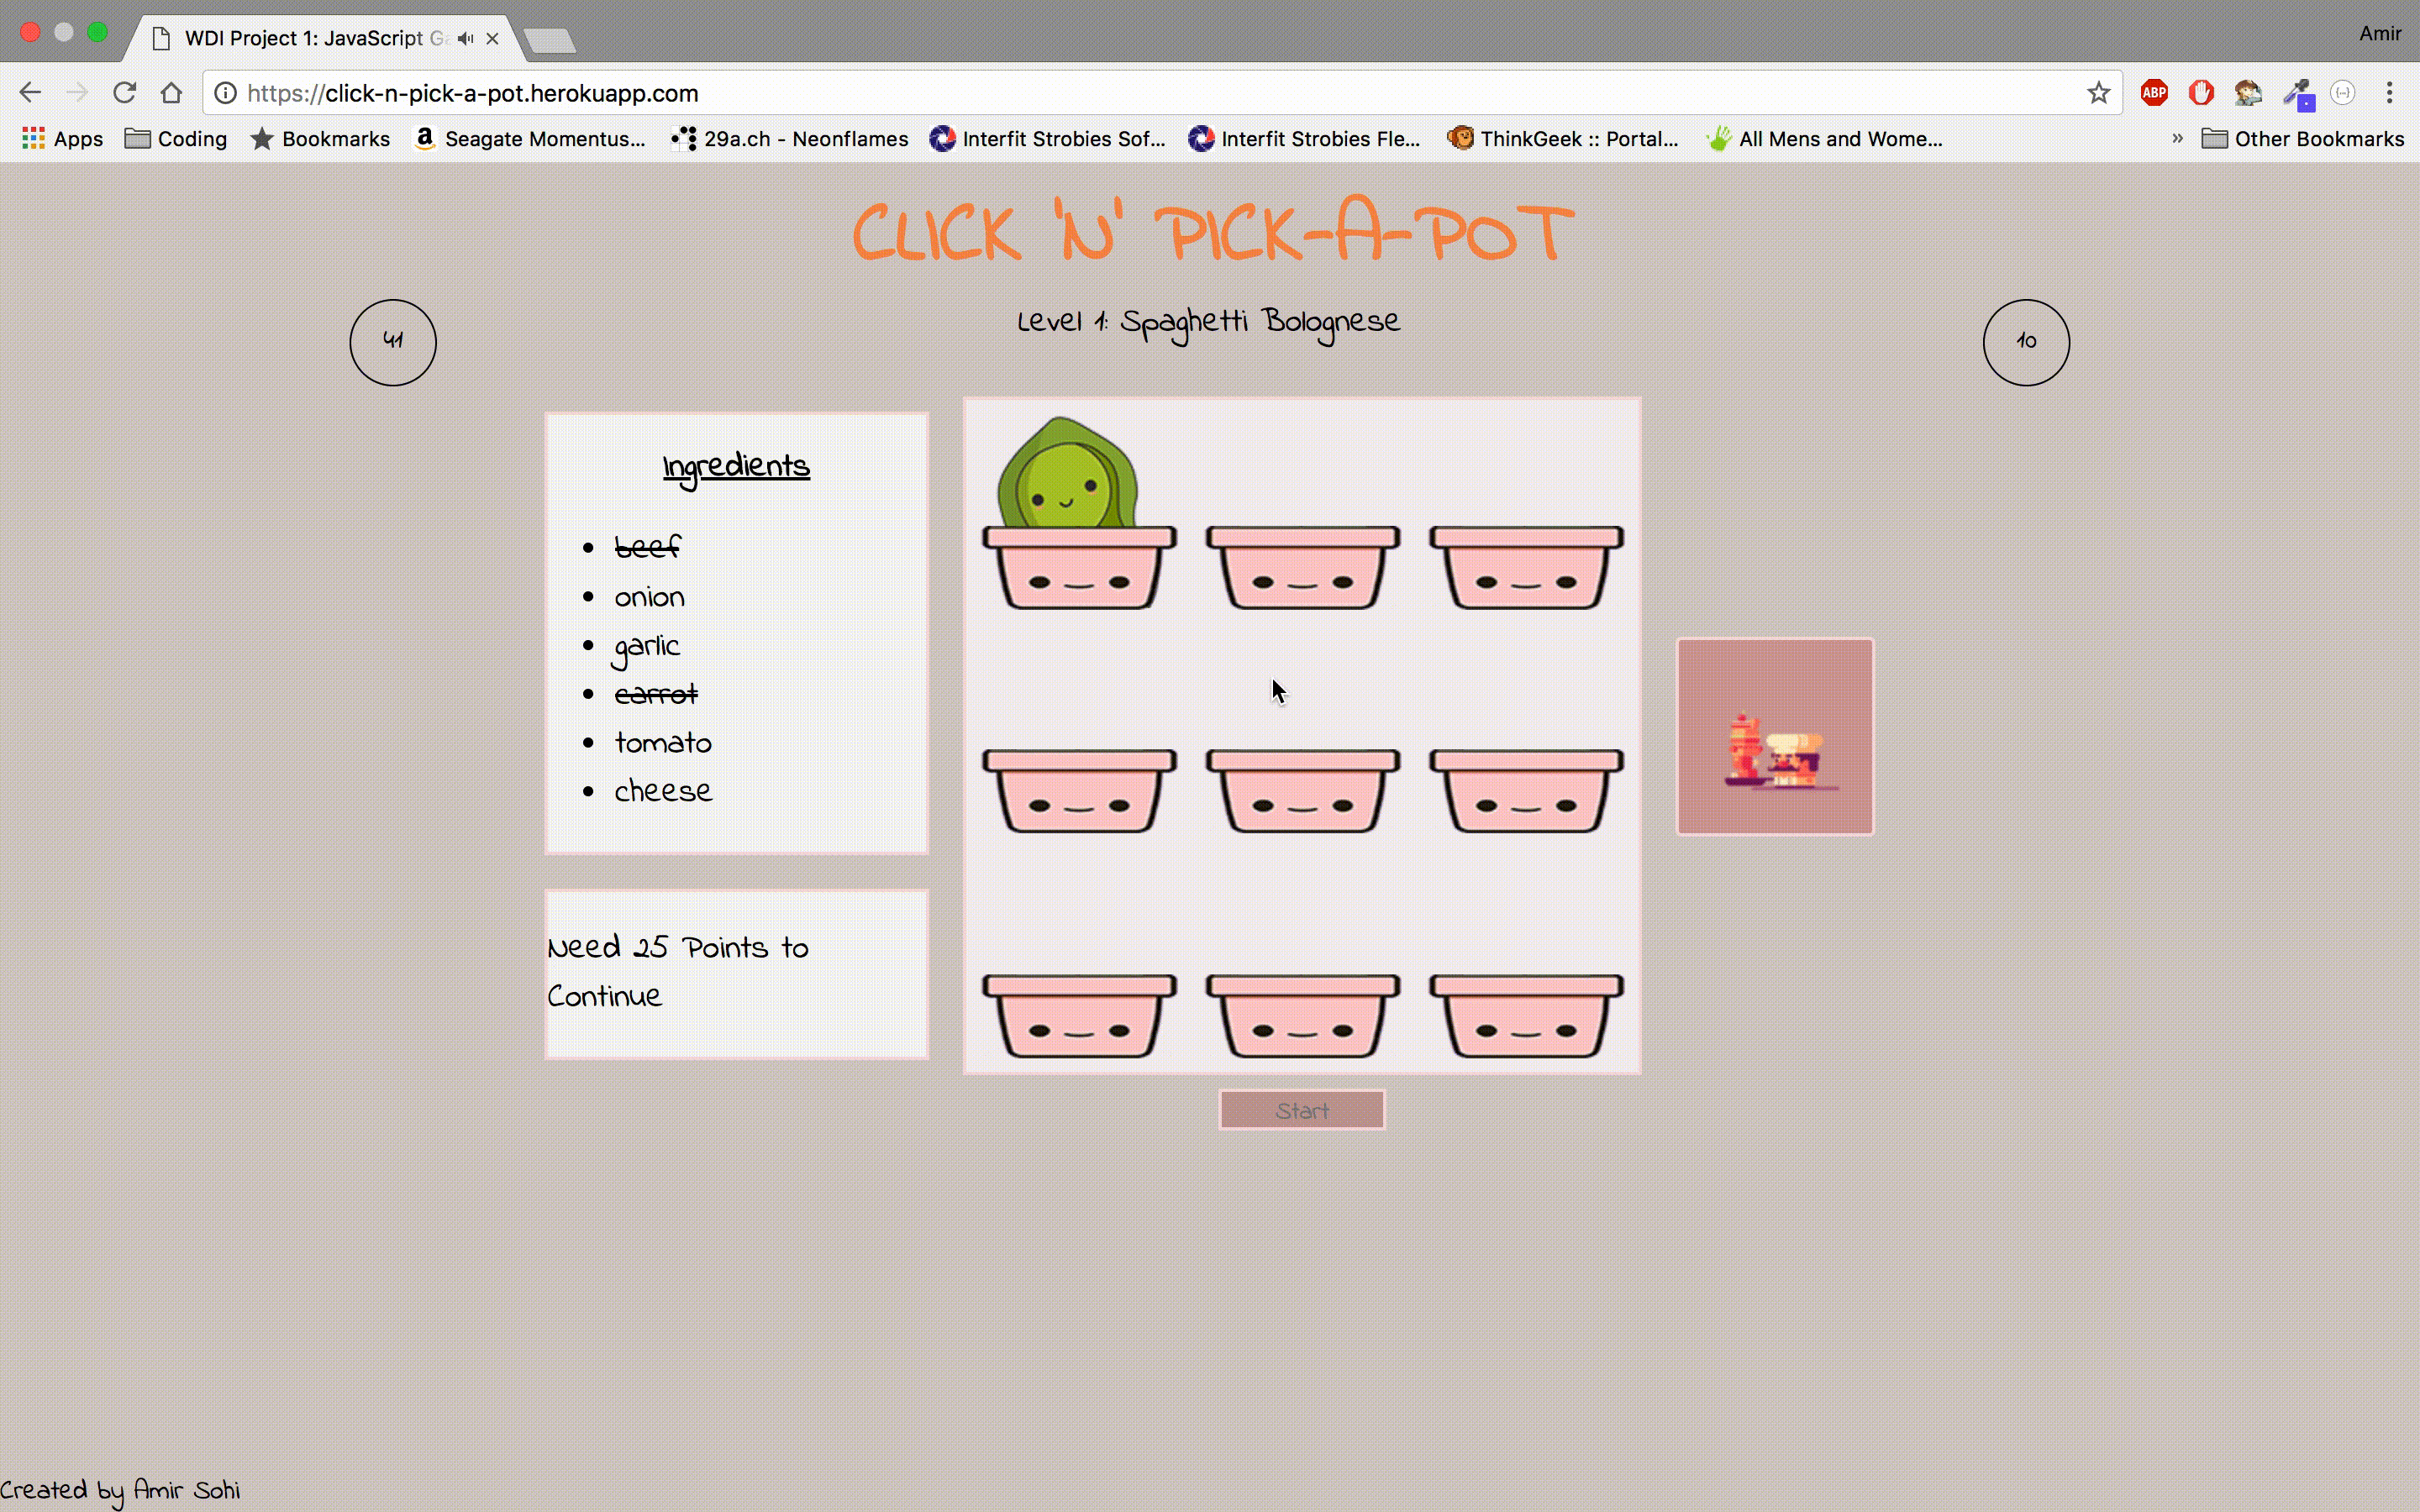 WDI Project 1: JavaScript Ga
Amir
https://click-n-pick-a-pot.herokuapp.com
ABP
Apps Coding Bookmarks Seagate Momentus... 29a.ch - Neonflames Interfit Strobies Sof... Interfit Strobies Fle... ThinkGeek :: Portal... All Mens and Wome... » Other Bookmarks
CLICK 'N' PICK-A-POT
Level 1: Spaghetti Bolognese
41
10
Ingredients
beef
onion
garlic
carrot
tomato
cheese
Need 25 Points to
Continue
Start
Created by Amir Sohi